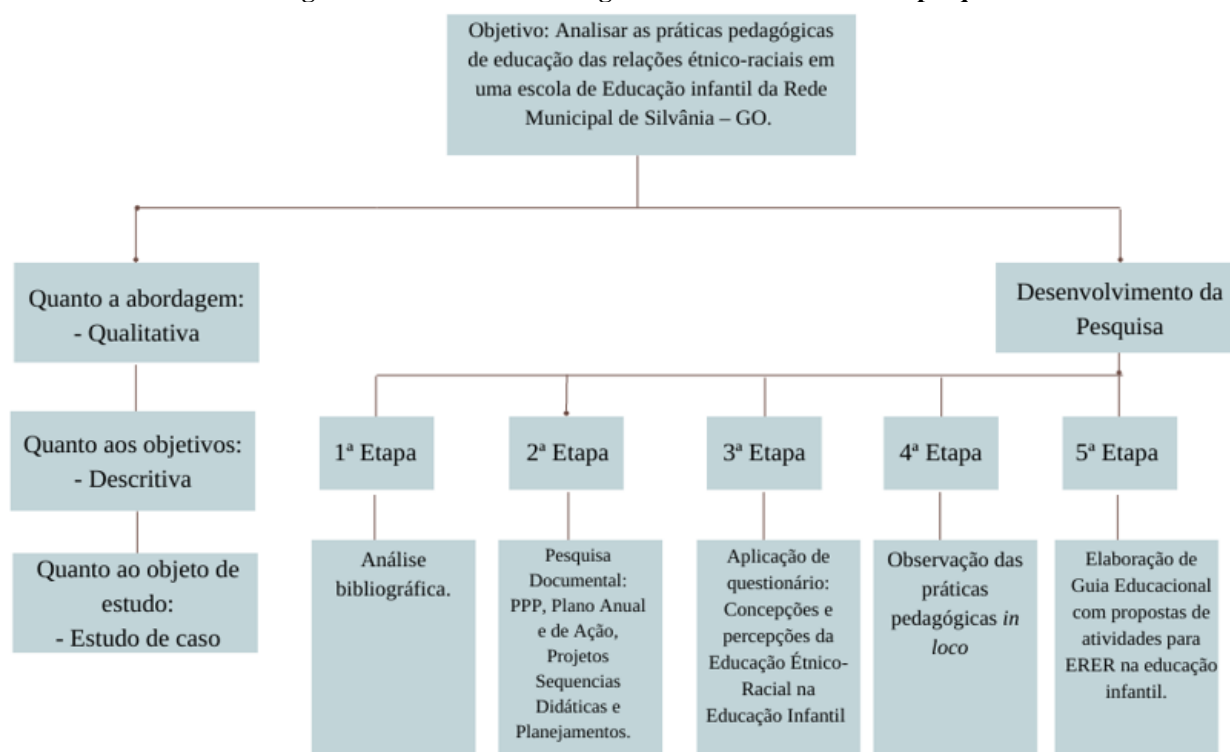 Objetivo: Analisar as práticas pedagógicas
de educação das relações étnico-raciais em
uma escola de Educação infantil da Rede
Municipal de Silvânia – GO.
Quanto a abordagem:
- Qualitativa
Quanto aos objetivos:
- Descritiva
Quanto ao objeto de
estudo:
- Estudo de caso
Desenvolvimento da
Pesquisa
1ª Etapa
Análise
bibliográfica.
2ª Etapa
Pesquisa
Documental:
PPP, Plano Anual
e de Ação,
Projetos
Sequencias
Didáticas e
Planejamentos.
3ª Etapa
Aplicação de
questionário:
Concepções e
percepções da
Educação Étnico-
Racial na
Educação Infantil
4ª Etapa
Observação das
práticas
pedagógicas in
loco
5ª Etapa
Elaboração de
Guia Educacional
com propostas de
atividades para
ERER na educação
infantil.